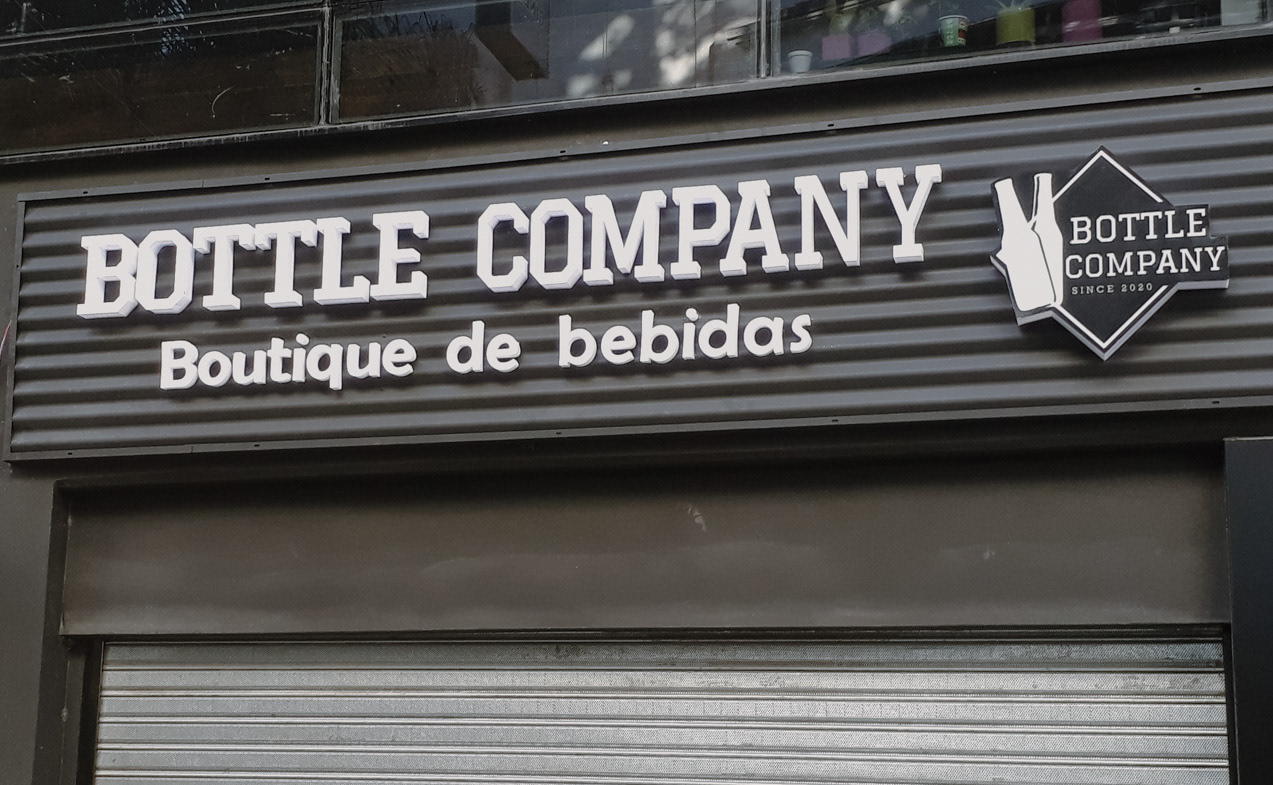 BOTTLE COMPANY
Boutique de bebidas
BOTTLE
COMPANY
SINCE 2020